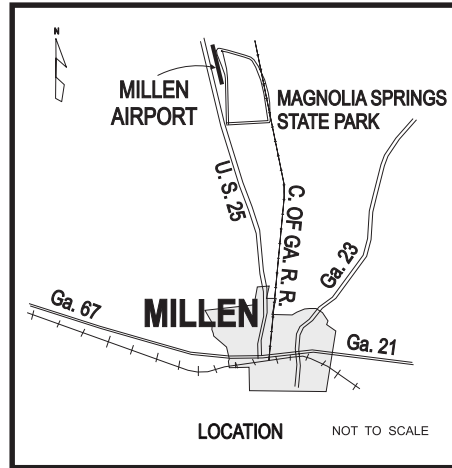 N
MILLEN
AIRPORT
MAGNOLIA SPRINGS
STATE PARK
U. S. 25
C. OF GA. R. R.
Ga. 23
Ga. 67
MILLEN
Ga. 21
LOCATION
NOT TO SCALE